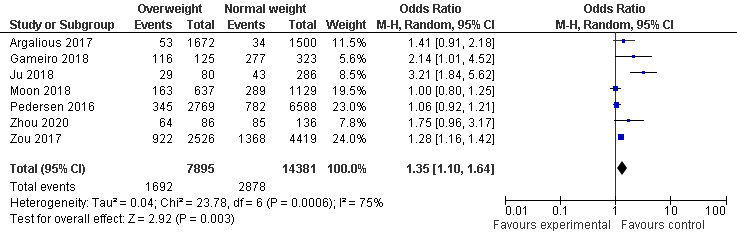 Overweight Normal weight Odds Ratio Odds Ratio
Study or Subgroup Events Total Events Total Weight M-H, Random, 95% CI M-H, Random, 95% CI
Argalious 2017 53 1672 34 1500 11.5% 1.41 [0.91, 2.18]
Gameiro 2018 116 125 277 323 5.6% 2.14 [1.01, 4.52]
Ju 2018 29 80 43 286 8.5% 3.21 [1.84, 5.62]
Moon 2018 163 637 289 1129 19.7% 1.00 [0.80, 1.25]
Pedersen 2016 345 2769 782 6588 22.9% 1.06 [0.92, 1.21]
Zhou 2020 64 86 85 136 7.8% 1.75 [0.96, 3.17]
Zou 2017 922 2526 1368 4419 24.0% 1.28 [1.16, 1.42]
Total (95% CI) 7895 14381 100.0% 1.35 [1.10, 1.64]
Total events 1692 2878
Heterogeneity: Tau² = 0.04; Chi² = 23.78, df = 6 (P = 0.0006); I² = 75%
Test for overall effect: Z = 2.92 (P = 0.003)
0.01 0.1 1 10 100
Favours experimental Favours control